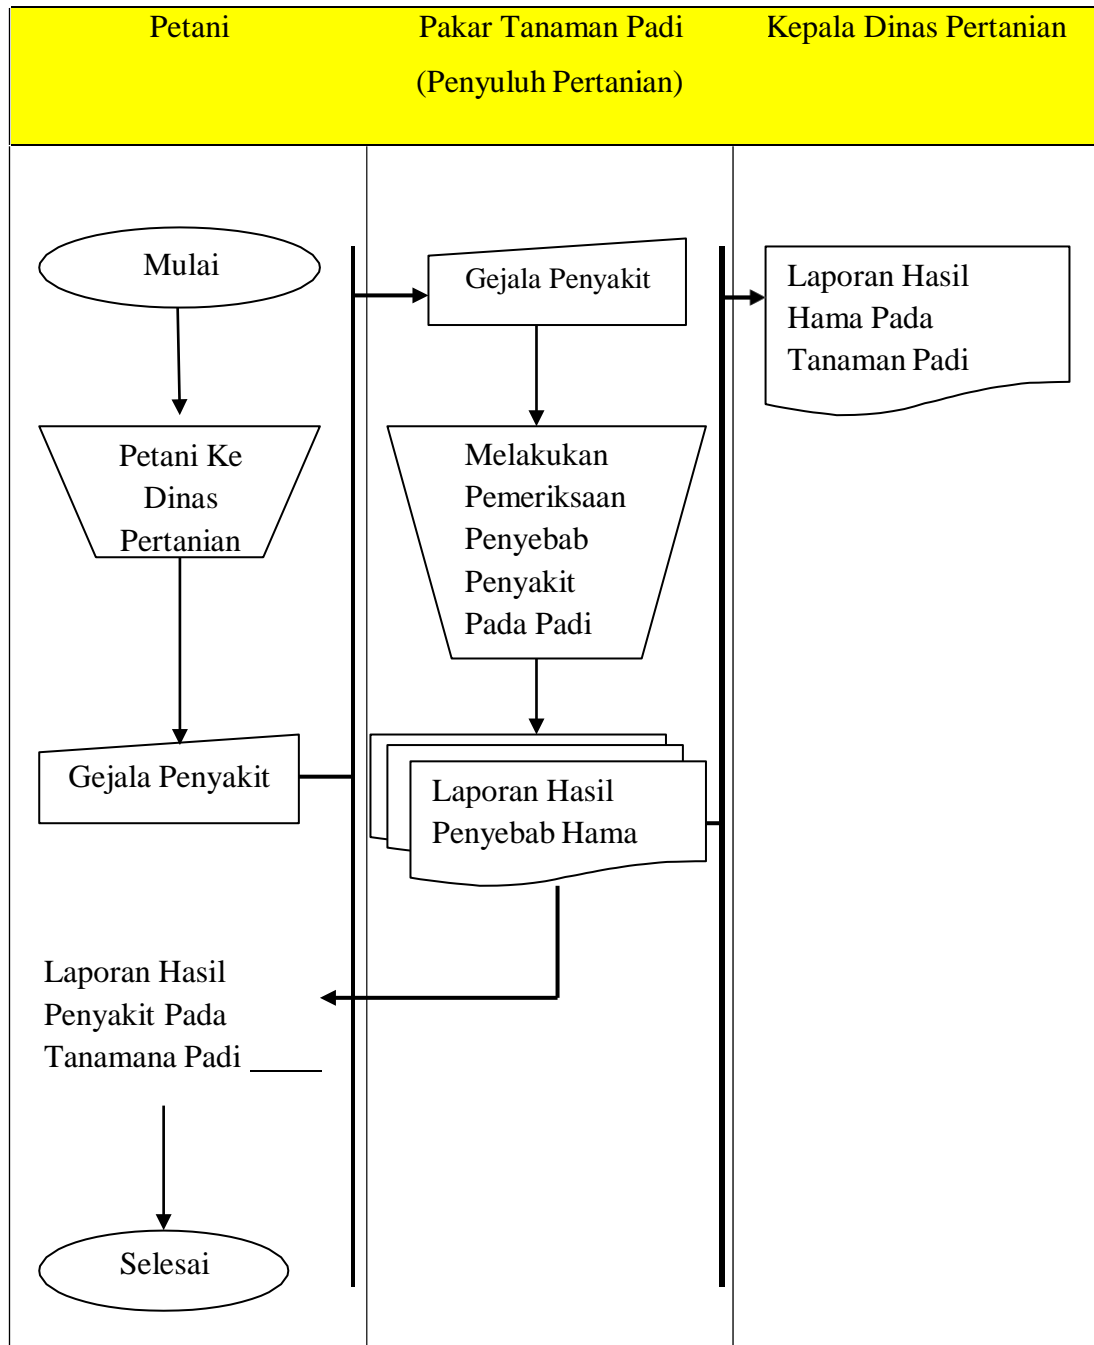 Petani
Pakar Tanaman Padi
(Penyuluh Pertanian)
Kepala Dinas Pertanian
Mulai
Petani Ke
Dinas
Pertanian
Gejala Penyakit
Laporan Hasil
Penyakit Pada
Tanamana Padi
Selesai
Gejala Penyakit
Melakukan
Pemeriksaan
Penyebab
Penyakit
Pada Padi
Laporan Hasil
Penyebab Hama
Laporan Hasil
Hama Pada
Tanaman Padi